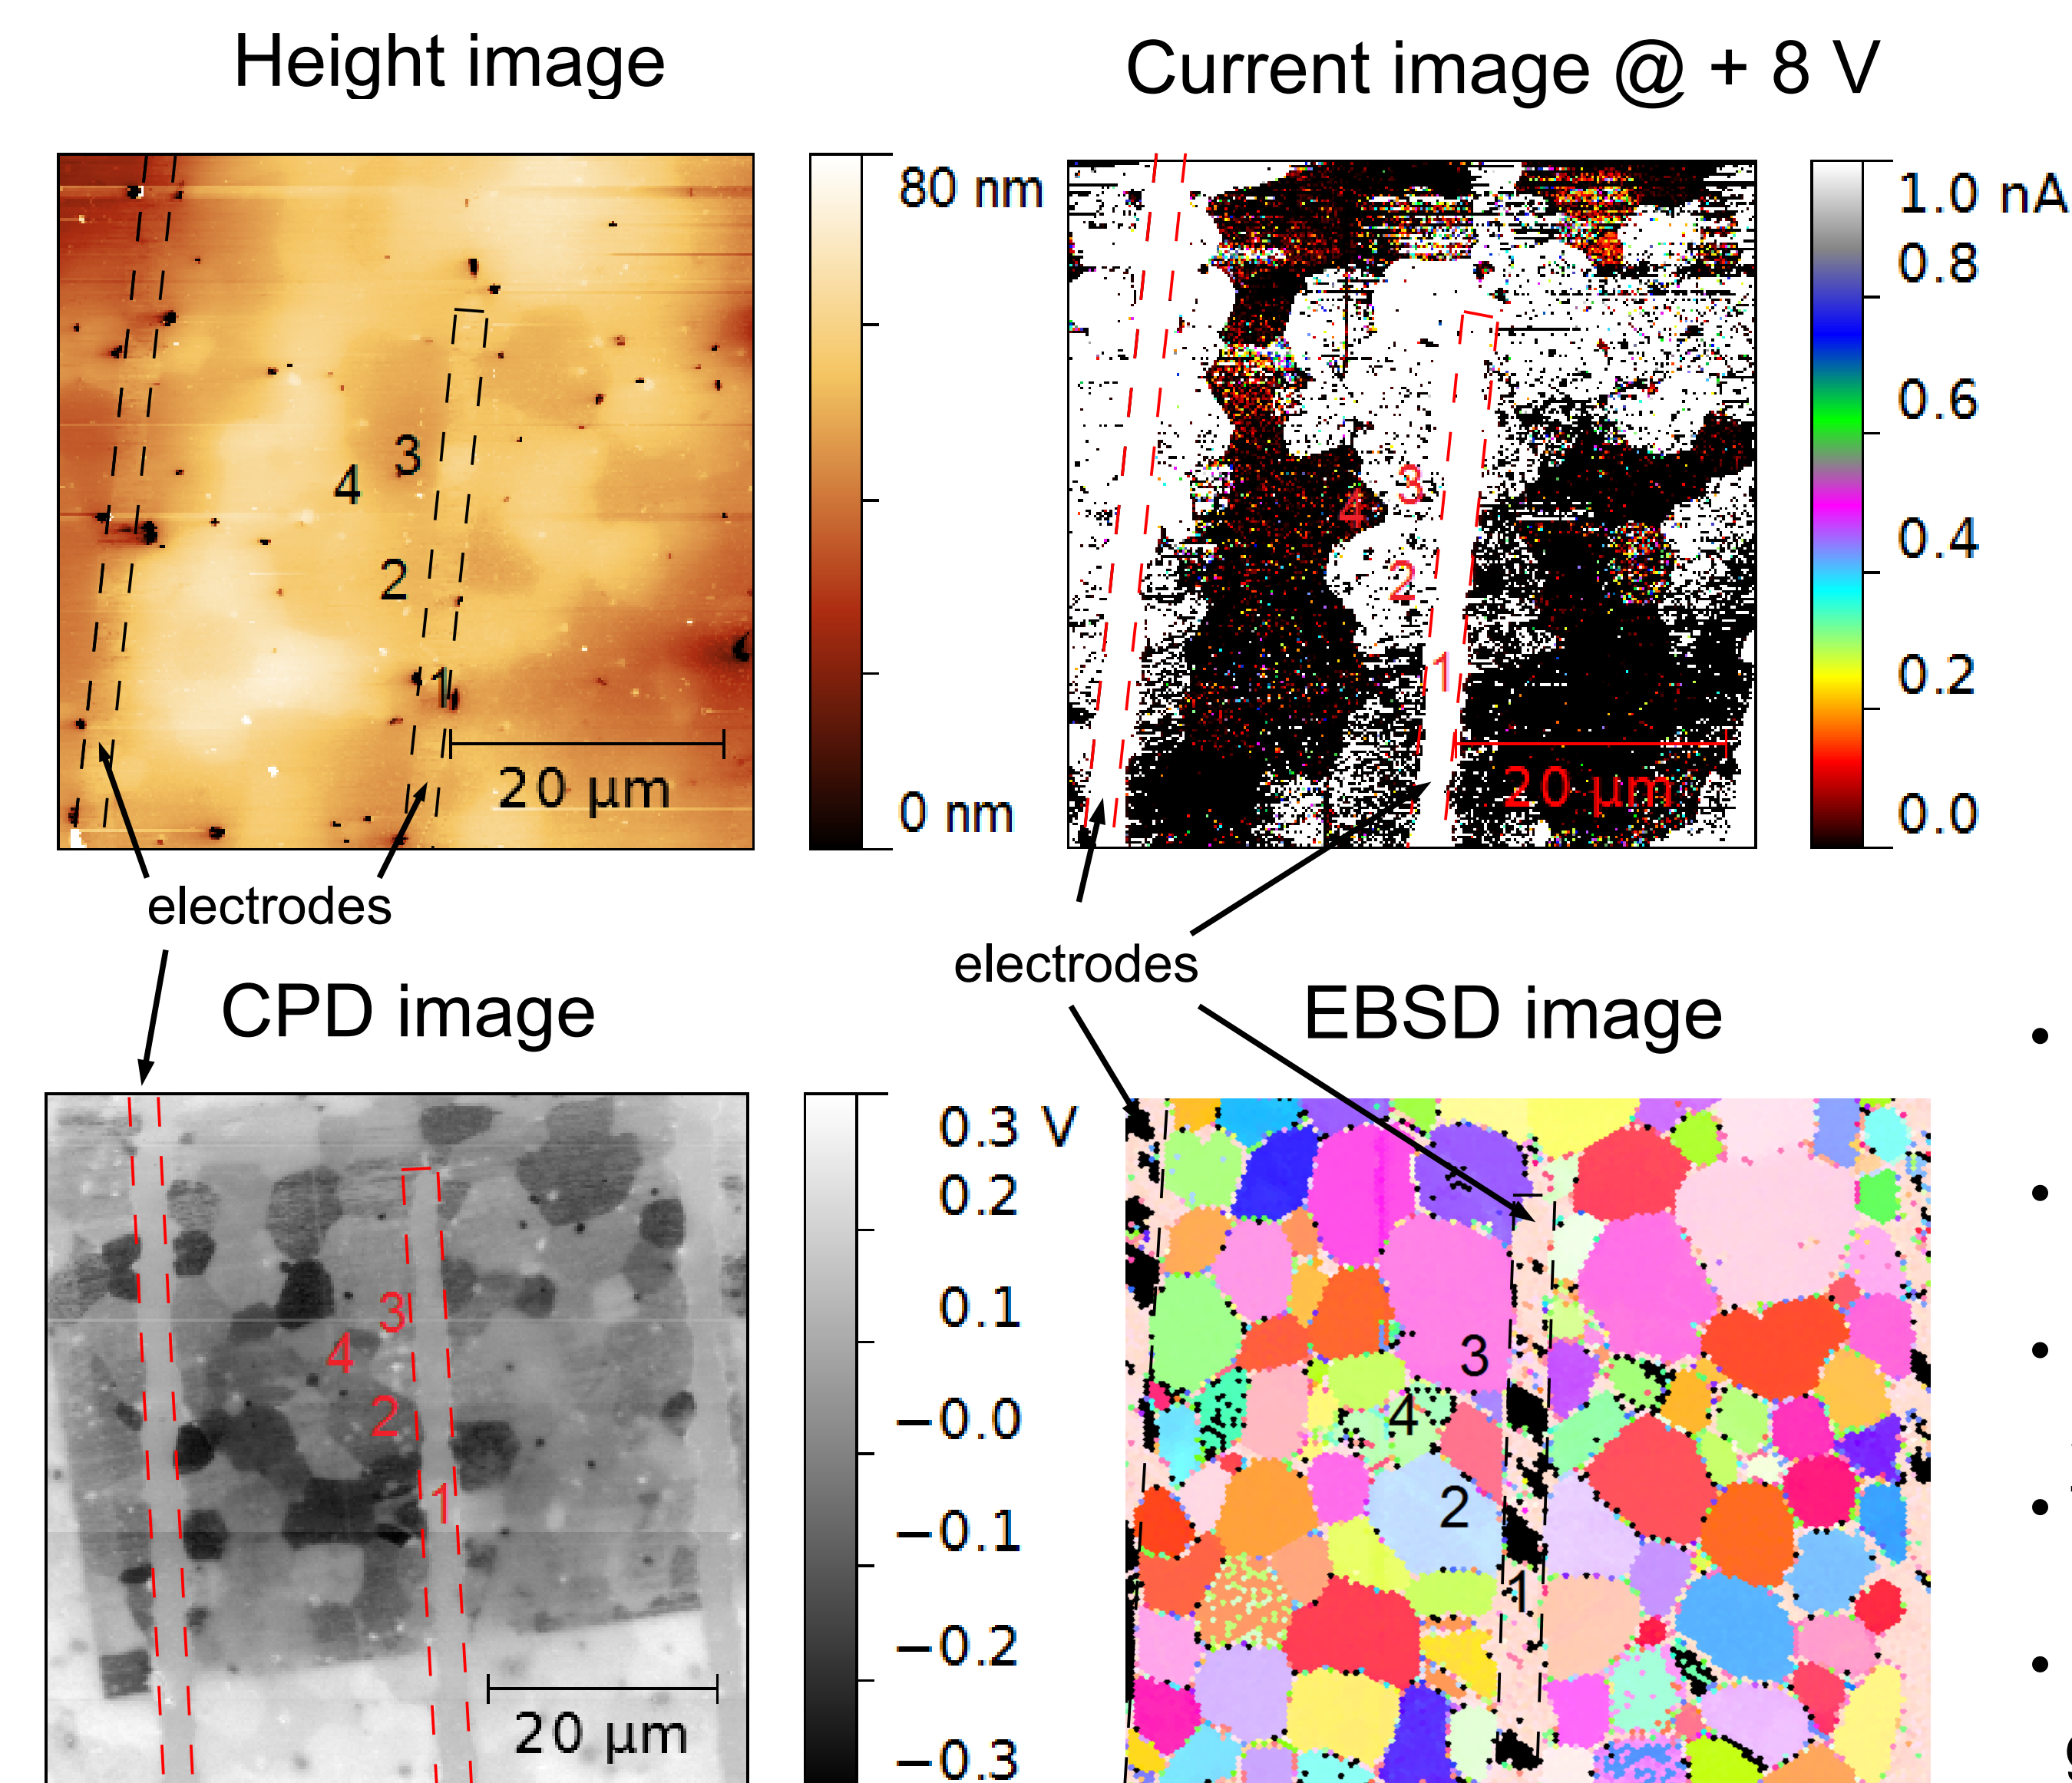 Height image
80 nm
0 nm
3
4
2
1
20 µm
electrodes
Current image @ + 8 V
1.0 nA
0.8
0.6
0.4
0.2
0.0
3
4
2
1
20 µm
electrodes
CPD image
0.3 V
0.2
0.1
−0.0
−0.1
−0.2
−0.3
3
4
2
1
20 µm
EBSD image
3
4
2
1
•
•
•
•
•